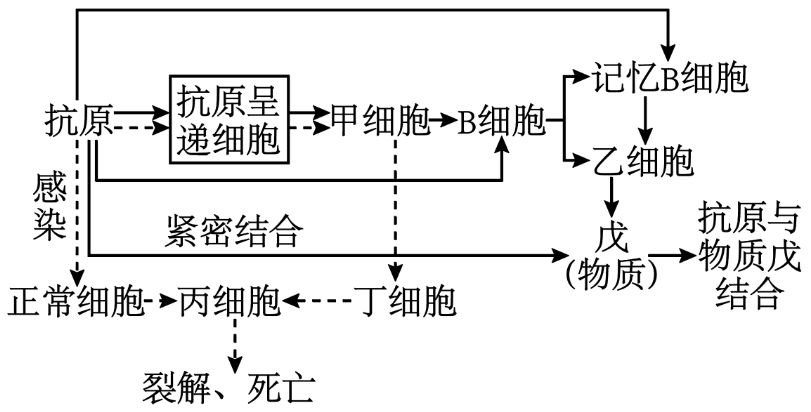 记忆B细胞
抗原
抗原呈
递细胞
甲细胞
B细胞
乙细胞
感
染
紧密结合
戊
(物质)
抗原与
物质戊
结合
正常细胞
丙细胞
丁细胞
裂解、死亡